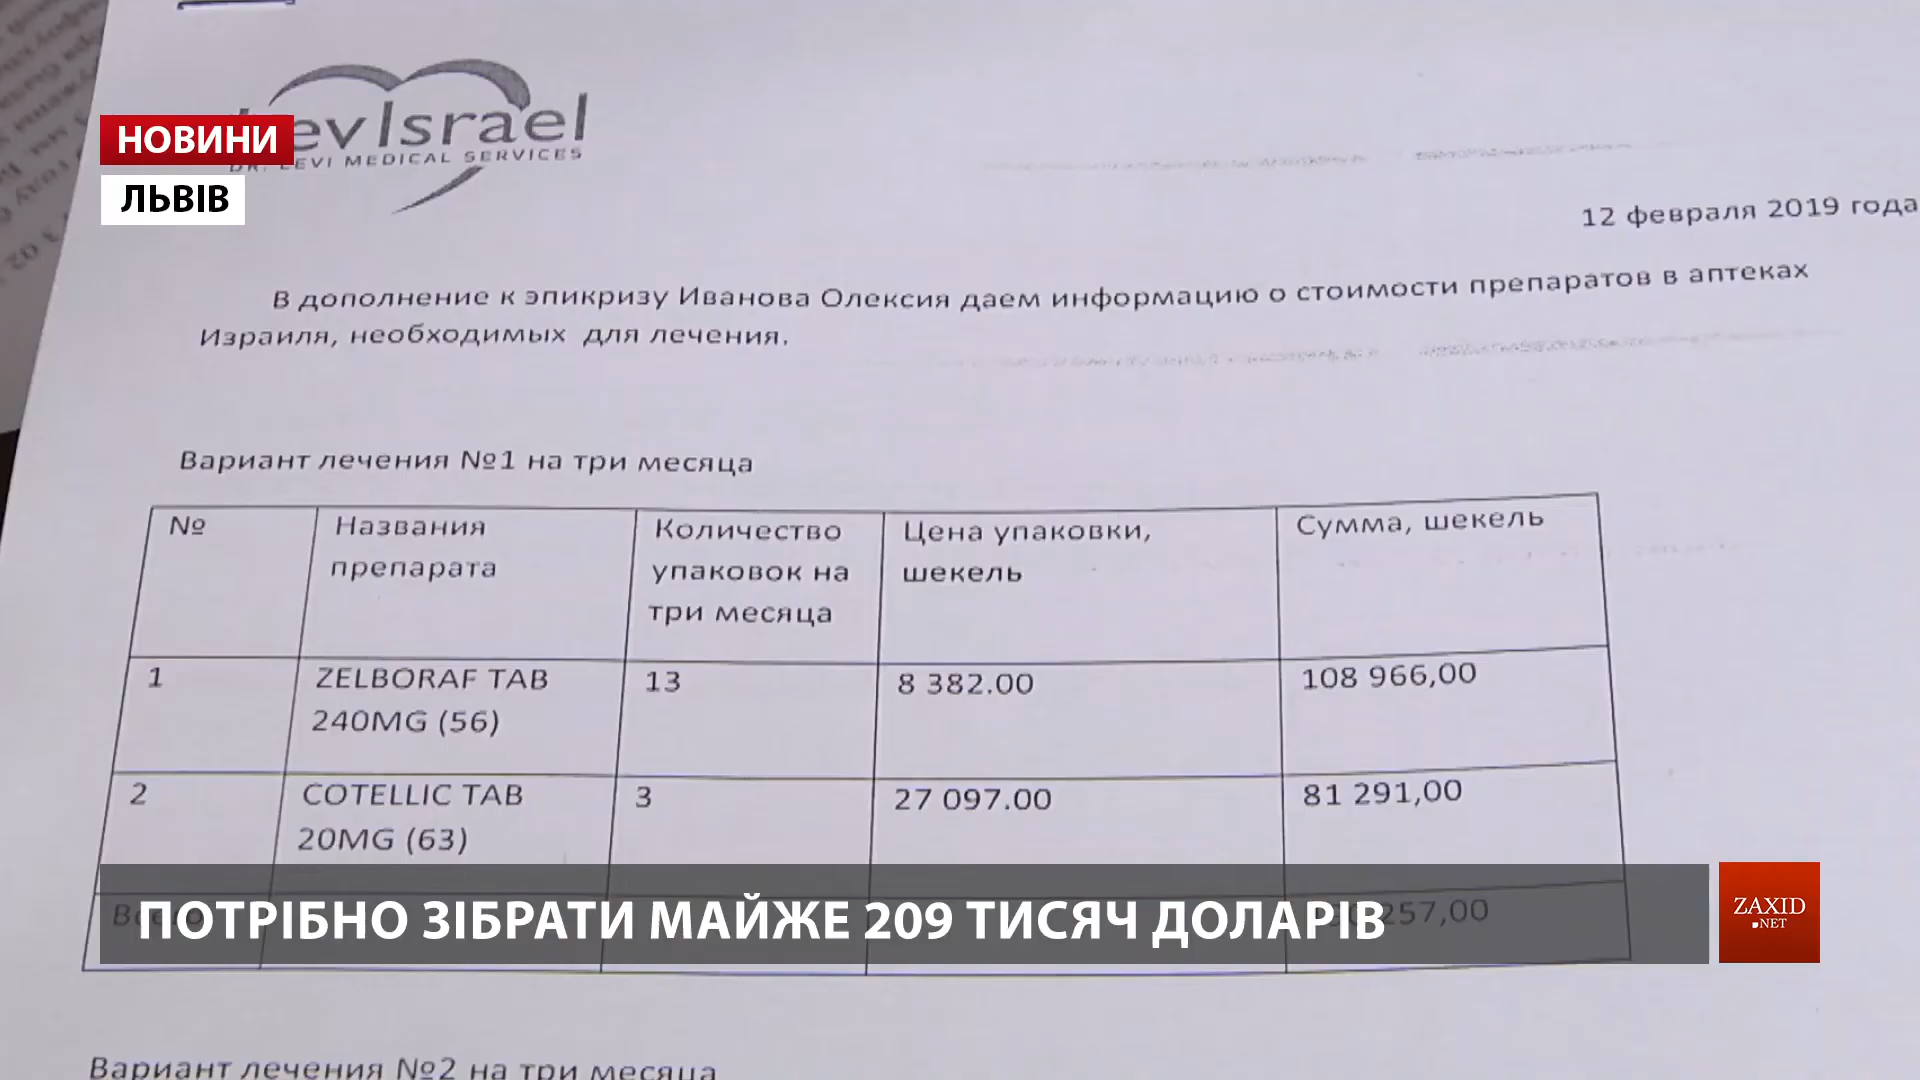 НОВИНИ
ЛЬВІВ
evIsrael
DR. LEVI MEDICAL SERVICES
12 февраля 2019 года
В дополнение к эпикризу Иванова Олексия даем информацию о стоимости препаратов в аптеках
Израиля, необходимых для лечения.
Вариант лечения №1 на три месяца
№ Названия препарата Количество упаковок на три месяца Цена упаковки, шекель Сумма, шекель
1 ZELBORAF TAB 240MG (56) 13 8 382.00 108 966,00
2 COTELLIC TAB 20MG (63) 3 27 097.00 81 291,00
Всего 257,00
ПОТРІБНО ЗІБРАТИ МАЙЖЕ 209 ТИСЯЧ ДОЛАРІВ
ZAXID
.NET
Вариант лечения №2 на три месяца